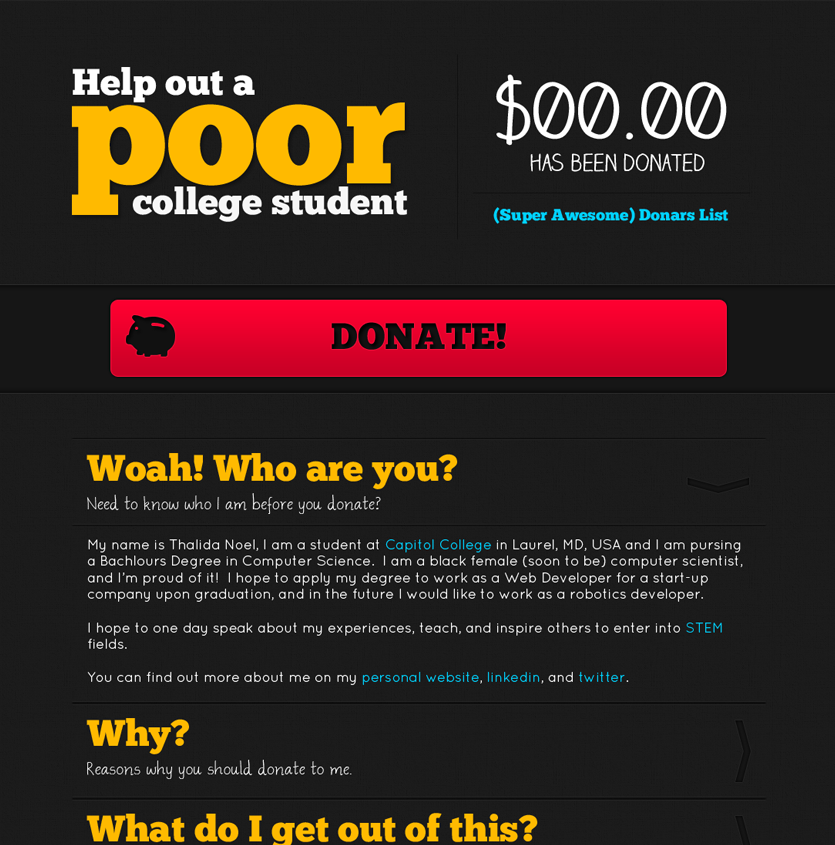 Help out a
poor
college student
$00.00
HAS BEEN DONATED
(Super Awesome) Donars List
DONATE!
Woah! Who are you?
Need to know who I am before you donate?
My name is Thalida Noel, I am a student at Capitol College in Laurel, MD, USA and I am pursing
a Bachlours Degree in Computer Science.  I am a black female (soon to be) computer scientist,
and I'm proud of it!  I hope to apply my degree to work as a Web Developer for a start-up
company upon graduation, and in the future I would like to work as a robotics developer.
I hope to one day speak about my experiences, teach, and inspire others to enter into STEM
fields.
You can find out more about me on my personal website, linkedin, and twitter.
Why?
Reasons why you should donate to me.
What do I get out of this?